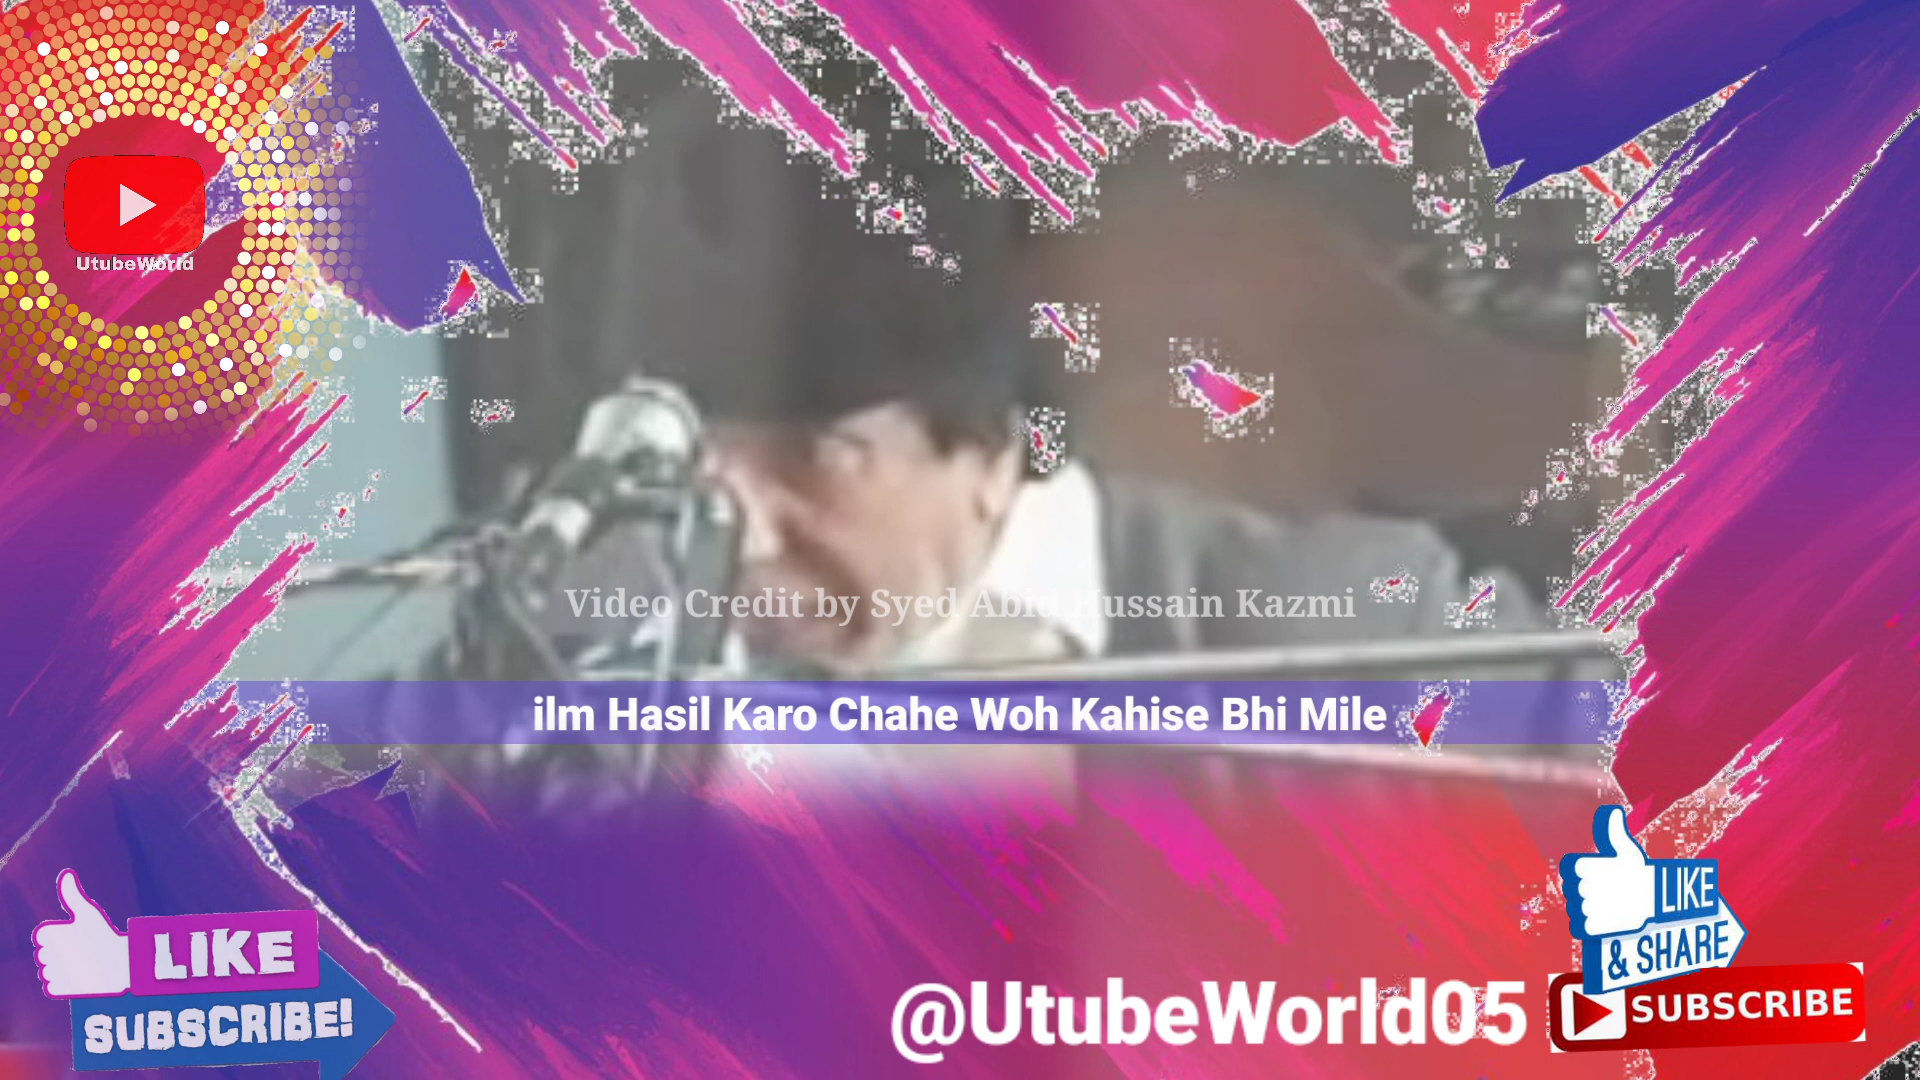 UtubeWorld
Video Credit by Syed Abid Hussain Kazmi
ilm Hasil Karo Chahe Woh Kahise Bhi Mile
LIKE
SUBSCRIBE!
LIKE
& SHARE
@UtubeWorld05
SUBSCRIBE